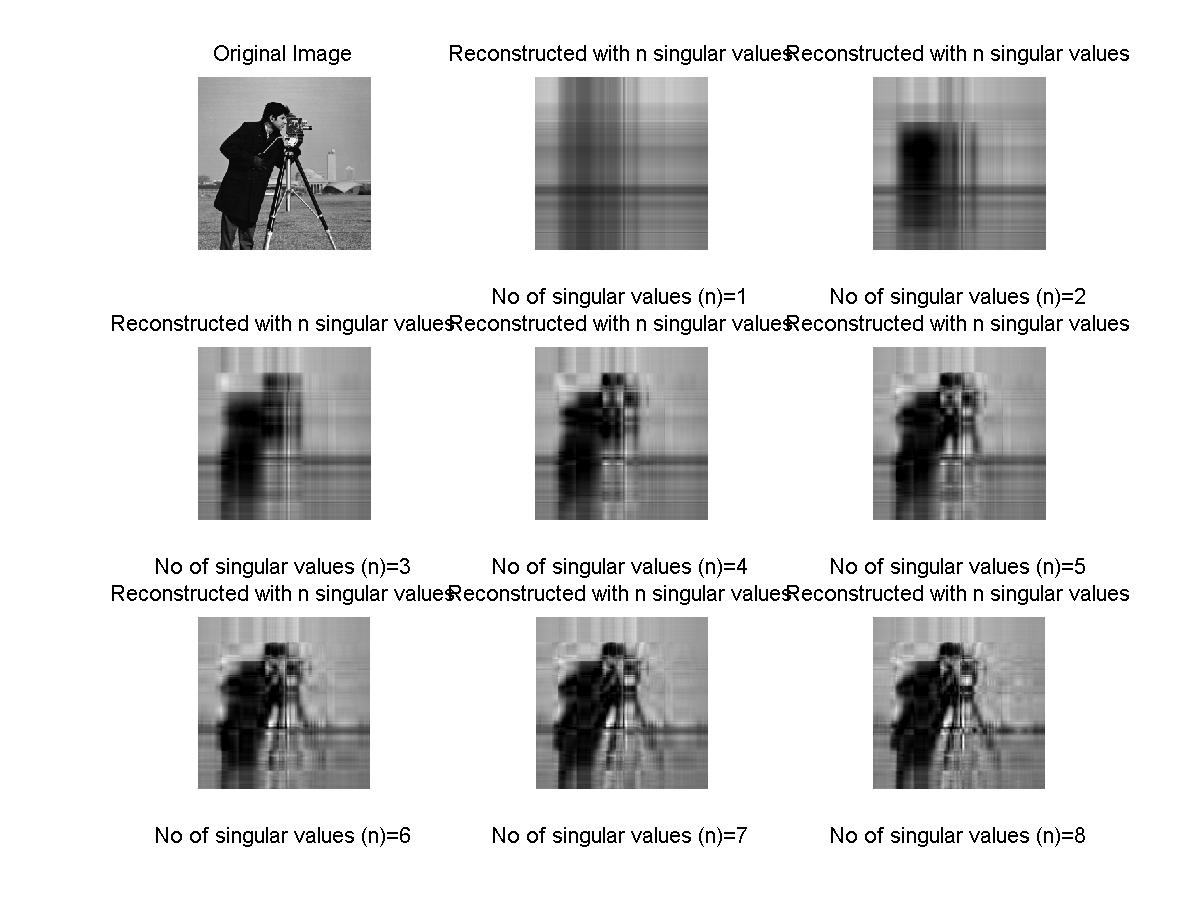 Original Image
Reconstructed with n singular values
Reconstructed with n singular values
No of singular values (n)=1
No of singular values (n)=2
Reconstructed with n singular values
Reconstructed with n singular values
Reconstructed with n singular values
No of singular values (n)=3
No of singular values (n)=4
No of singular values (n)=5
Reconstructed with n singular values
Reconstructed with n singular values
Reconstructed with n singular values
No of singular values (n)=6
No of singular values (n)=7
No of singular values (n)=8